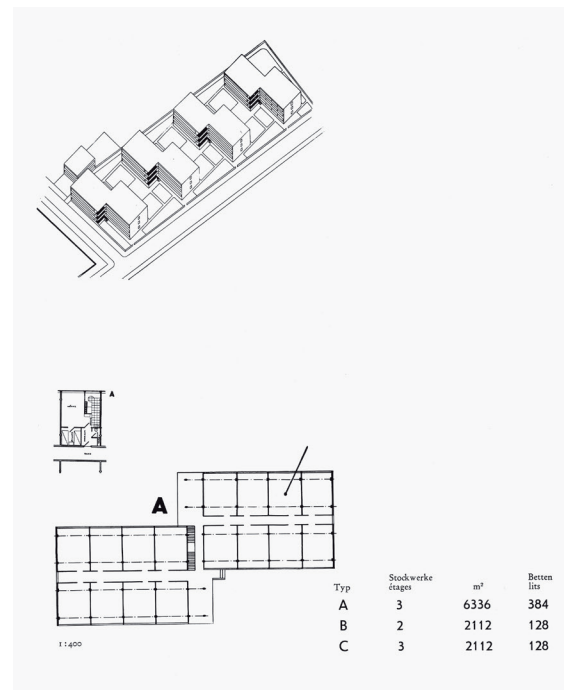 A
A
Typ Stockwerke étages m² Betten lits
A 3 6336 384
B 2 2112 128
C 3 2112 128
1:400